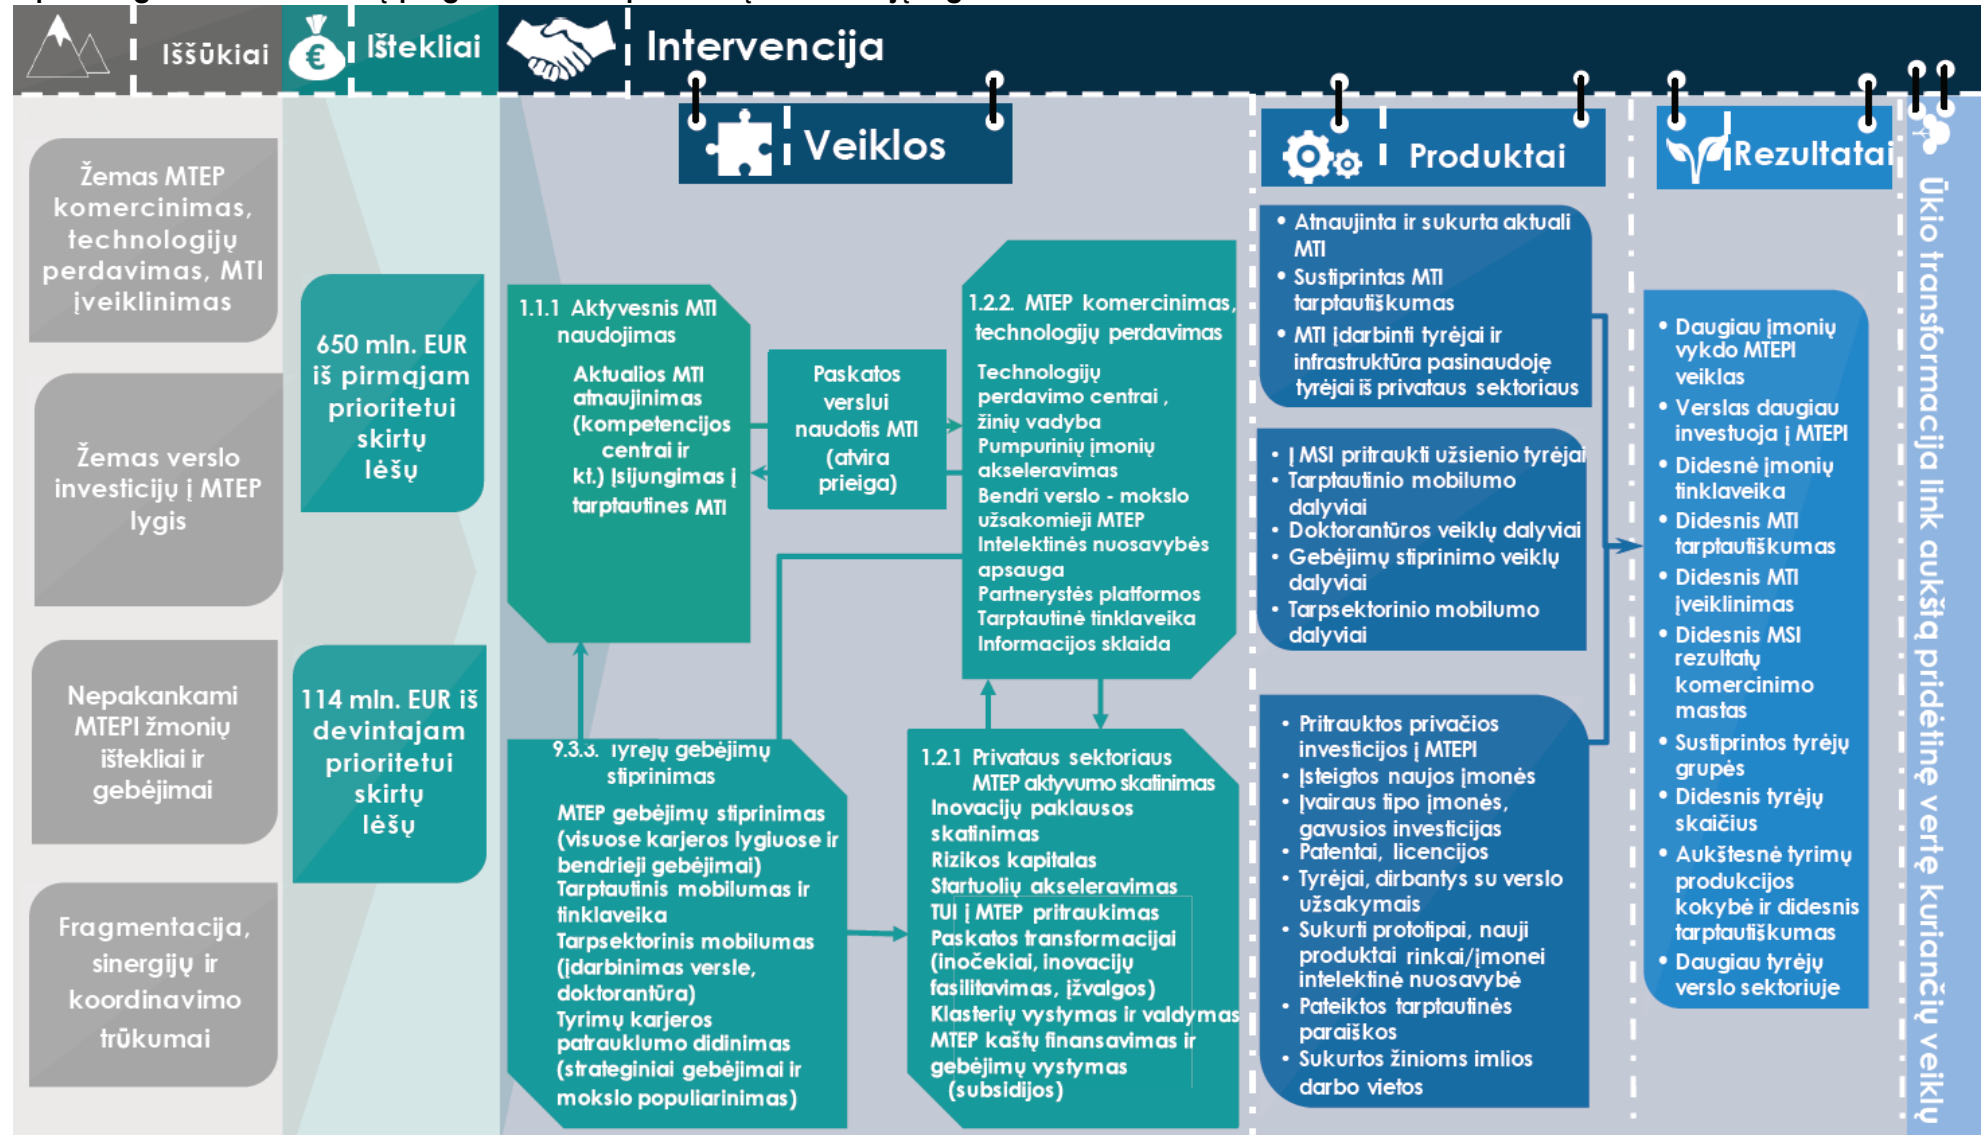 Iššūkiai
Ištekliai
Intervencija
€
Veiklos
Produktai
Rezultatai
Žemas MTEP
komercinimas,
technologijų
perdavimas, MTI
įveiklinimas
Žemas verslo
investicijų į MTEP
lygis
Nepakankami
MTEPI žmonių
ištekliai ir
gebėjimai
Fragmentacija,
sinergijų ir
koordinavimo
trūkumai
650 mln. EUR
iš pirmąjam
prioritetui
skirtų
lėšų
114 mln. EUR iš
devintajam
prioritetui
skirtų
lėšų
1.1.1 Aktyvesnis MTI
naudojimas
Aktualios MTI
atnaujinimas
(kompetencijos
centrai ir
kt.) Įsijungimas į
tarptautines MTI
Paskatos
verslui
naudotis MTI
(atvira
prieiga)
1.2.2. MTEP komercinimas,
technologijų perdavimas
Technologijų
perdavimo centrai ,
žinių vadyba
Pumpurinių įmonių
akseleravimas
Bendri verslo - mokslo
užsakomieji MTEP
Intelektinės nuosavybės
apsauga
Partnerystės platformos
Tarptautinė tinklaveika
Informacijos sklaida
9.3.3. Tyrėjų gebėjimų
stiprinimas
MTEP gebėjimų stiprinimas
(visuose karjeros lygiuose ir
bendrieji gebėjimai)
Tarptautinis mobilumas ir
tinklaveika
Tarpsektorinis mobilumas
(įdarbinimas versle,
doktorantūra)
Tyrimų karjeros
patrauklumo didinimas
(strateginiai gebėjimai ir
mokslo populiarinimas)
1.2.1 Privataus sektoriaus
MTEP aktyvumo skatinimas
Inovacijų paklausos
skatinimas
Rizikos kapitalas
Startuolių akseleravimas
TUI į MTEP pritraukimas
Paskatos transformacijai
(inočekiai, inovacijų
fasilitavimas, įžvalgos)
Klasterių vystymas ir valdymas
MTEP kaštų finansavimas ir
gebėjimų vystymas
(subsidijos)
• Atnaujinta ir sukurta aktuali
MTI
• Sustiprintas MTI
tarptautiškumas
• MTI įdarbinti tyrėjai ir
infrastruktūra pasinaudoję
tyrėjai iš privataus sektoriaus
• Į MSI pritraukti užsienio tyrėjai
• Tarptautinio mobilumo
dalyviai
• Doktorantūros veiklų dalyviai
• Gebėjimų stiprinimo veiklų
dalyviai
• Tarpsektorinio mobilumo
dalyviai
• Pritrauktos privačios
investicijos į MTEPI
• Įsteigtos naujos įmonės
• Įvairaus tipo įmonės,
gavusios investicijas
• Patentai, licencijos
• Tyrėjai, dirbantys su verslo
užsakymais
• Sukurti prototipai, nauji
produktai rinkai/įmonei
intelektinė nuosavybė
• Pateiktos tarptautinės
paraiškos
• Sukurtos žinioms imlios
darbo vietos
• Daugiau įmonių
vykdo MTEPI
veiklas
• Verslas daugiau
investuoja į MTEPI
• Didesnė įmonių
tinklaveika
• Didesnis MTI
tarptautiškumas
• Didesnis MTI
įveiklinimas
• Didesnis MSI
rezultatų
komercinimo
mastas
• Sustiprintos tyrėjų
grupės
• Didesnis tyrėjų
skaičius
• Aukštesnė tyrimų
produkcijos
kokybė ir didesnis
tarptautiškumas
• Daugiau tyrėjų
verslo sektoriuje
Ūkio transformacija link aukštą pridėtinę vertę kuriančių veiklų